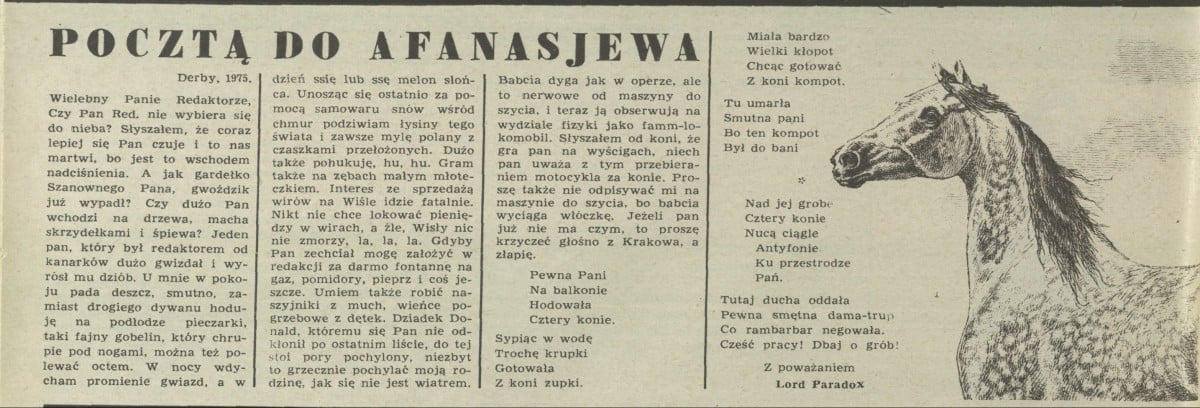 POCZTĄ DO AFANASJEWA
Derby, 1975.
Wielebny Panie Redaktorze,
Czy Pan Red. nie wybiera się
do nieba? Słyszałem, że coraz
lepiej się Pan czuje i to nas
martwi, bo jest to wschodem
nadciśnienia. A jak gardełko
Szanownego Pana, gwoździk
już wypadł? Czy dużo Pan
wchodzi na drzewa, macha
skrzydełkami i śpiewa? Jeden
pan, który był redaktorem od
kanarków dużo gwizdał i wy-
rósł mu dziób. U mnie w poko-
ju pada deszcz, smutno, za-
miast drogiego dywanu hodu-
ję na podłodze pieczarki,
taki fajny gobelin, który chru-
pie pod nogami, można też po-
lewać octem. W nocy wdy-
cham promienie gwiazd, a w
dzień ssię lub ssę melon słoń-
ca. Unosząc się ostatnio za po-
mocą samowaru snów wśród
chmur podziwiam łysiny tego
świata i zawsze mylę polany z
czaszkami przełożonych. Dużo
także pohukuję, hu, hu. Gram
także na zębach małym młote-
czkiem. Interes ze sprzedażą
wirów na Wiśle idzie fatalnie.
Nikt nie chce lokować pienię-
dzy w wirach, a źle, Wisły nic
nie zmorzy, la, la, la. Gdyby
Pan zechciał mogę założyć w
redakcji za darmo fontannę na
gaz, pomidory, pieprz i coś je-
szcze. Umiem także robić na-
szyjniki z much, wieńce po-
grzebowe z dętek. Dziadek Do-
nald, któremu się Pan nie od-
kłonił po ostatnim liście, do tej
stoi pory pochylony, niezbyt
to grzecznie pochylać moją ro-
dzinę, jak się nie jest wiatrem.
Babcia dyga jak w operze, ale
to nerwowe od maszyny do
szycia, i teraz ją obserwują na
wydziale fizyki jako famm-lo-
komobil. Słyszałem od koni, że
gra pan na wyścigach, niech
pan uważa z tym przebiera-
niem motocykla za konie. Pro-
szę także nie odpisywać mi na
maszynie do szycia, bo babcia
wyciąga włóczkę. Jeżeli pan
już nie ma czym, to proszę
krzyczeć głośno z Krakowa, a
złapię.
Pewna Pani
Na balkonie
Hodowała
Cztery konie.
Sypiąc w wodę
Trochę krupki
Gotowała
Z koni zupki.
Miała bardzo
Wielki kłopot
Chcąc gotować
Z koni kompot.
Tu umarła
Smutna pani
Bo ten kompot
Był do bani
*
Nad jej grobe
Cztery konie
Nucą ciągle
Antyfonie
Ku przestrodze
Pań.
Tutaj ducha oddała
Pewna smętna dama-trup
Co rambarbar negowała.
Cześć pracy! Dbaj o grób!
Z poważaniem
Lord Paradox